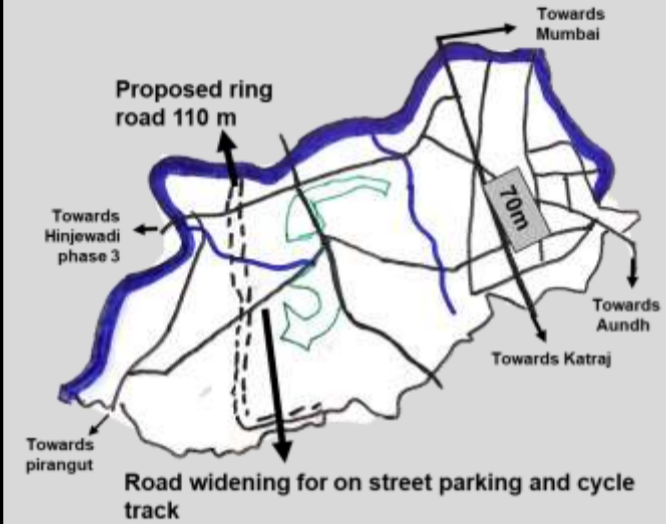 Towards
Mumbai
Proposed ring
road 110 m
70m
Towards
Hinjewadi
phase 3
Towards
Aundh
Towards Katraj
Towards
pirangut
Road widening for on street parking and cycle
track